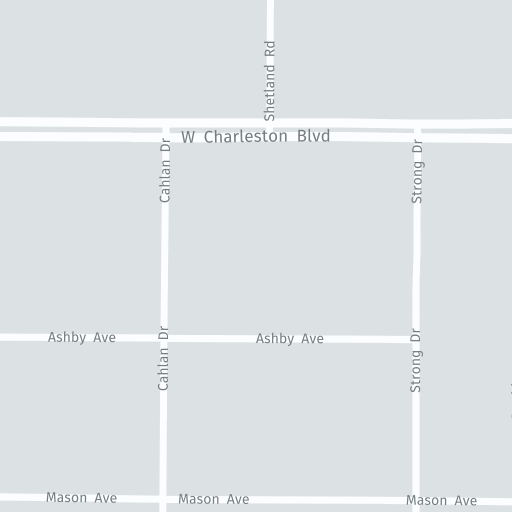 Shetland Rd
W Charleston Blvd
Cahlan Dr
Strong Dr
Ashby Ave
Ashby Ave
Cahlan Dr
Strong Dr
Mason Ave
Mason Ave
Mason Ave